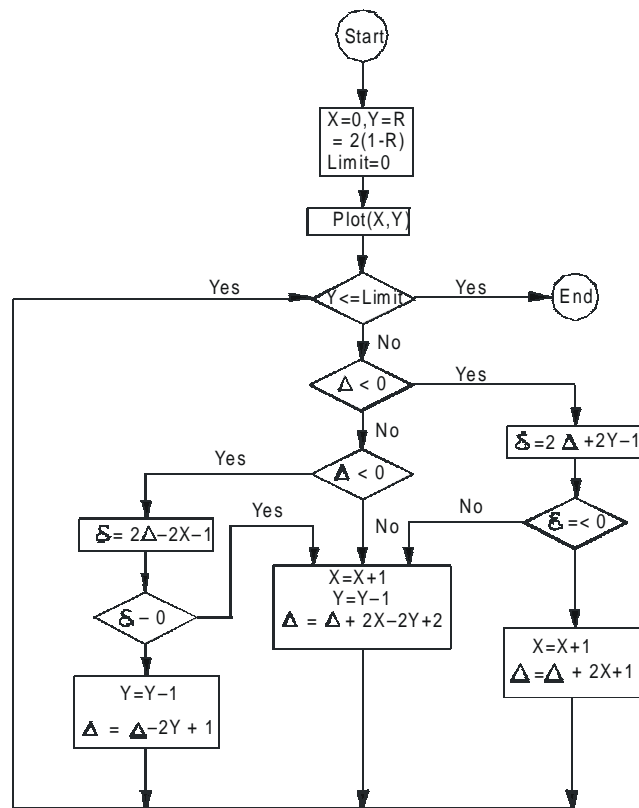 Start
X=0,Y=R
= 2(1-R)
Limit=0
Plot(X,Y)
Yes
Y<=Limit
Yes
End
No
Δ < 0
Yes
No
δ=2 Δ+2Y−1
Yes
Δ < 0
No
No
Yes
δ= 2Δ−2X−1
δ=< 0
X=X+1
Y=Y−1
Δ = Δ + 2X−2Y+2
δ − 0
X=X+1
Δ=Δ + 2X+1
Y=Y−1
Δ = Δ−2Y + 1